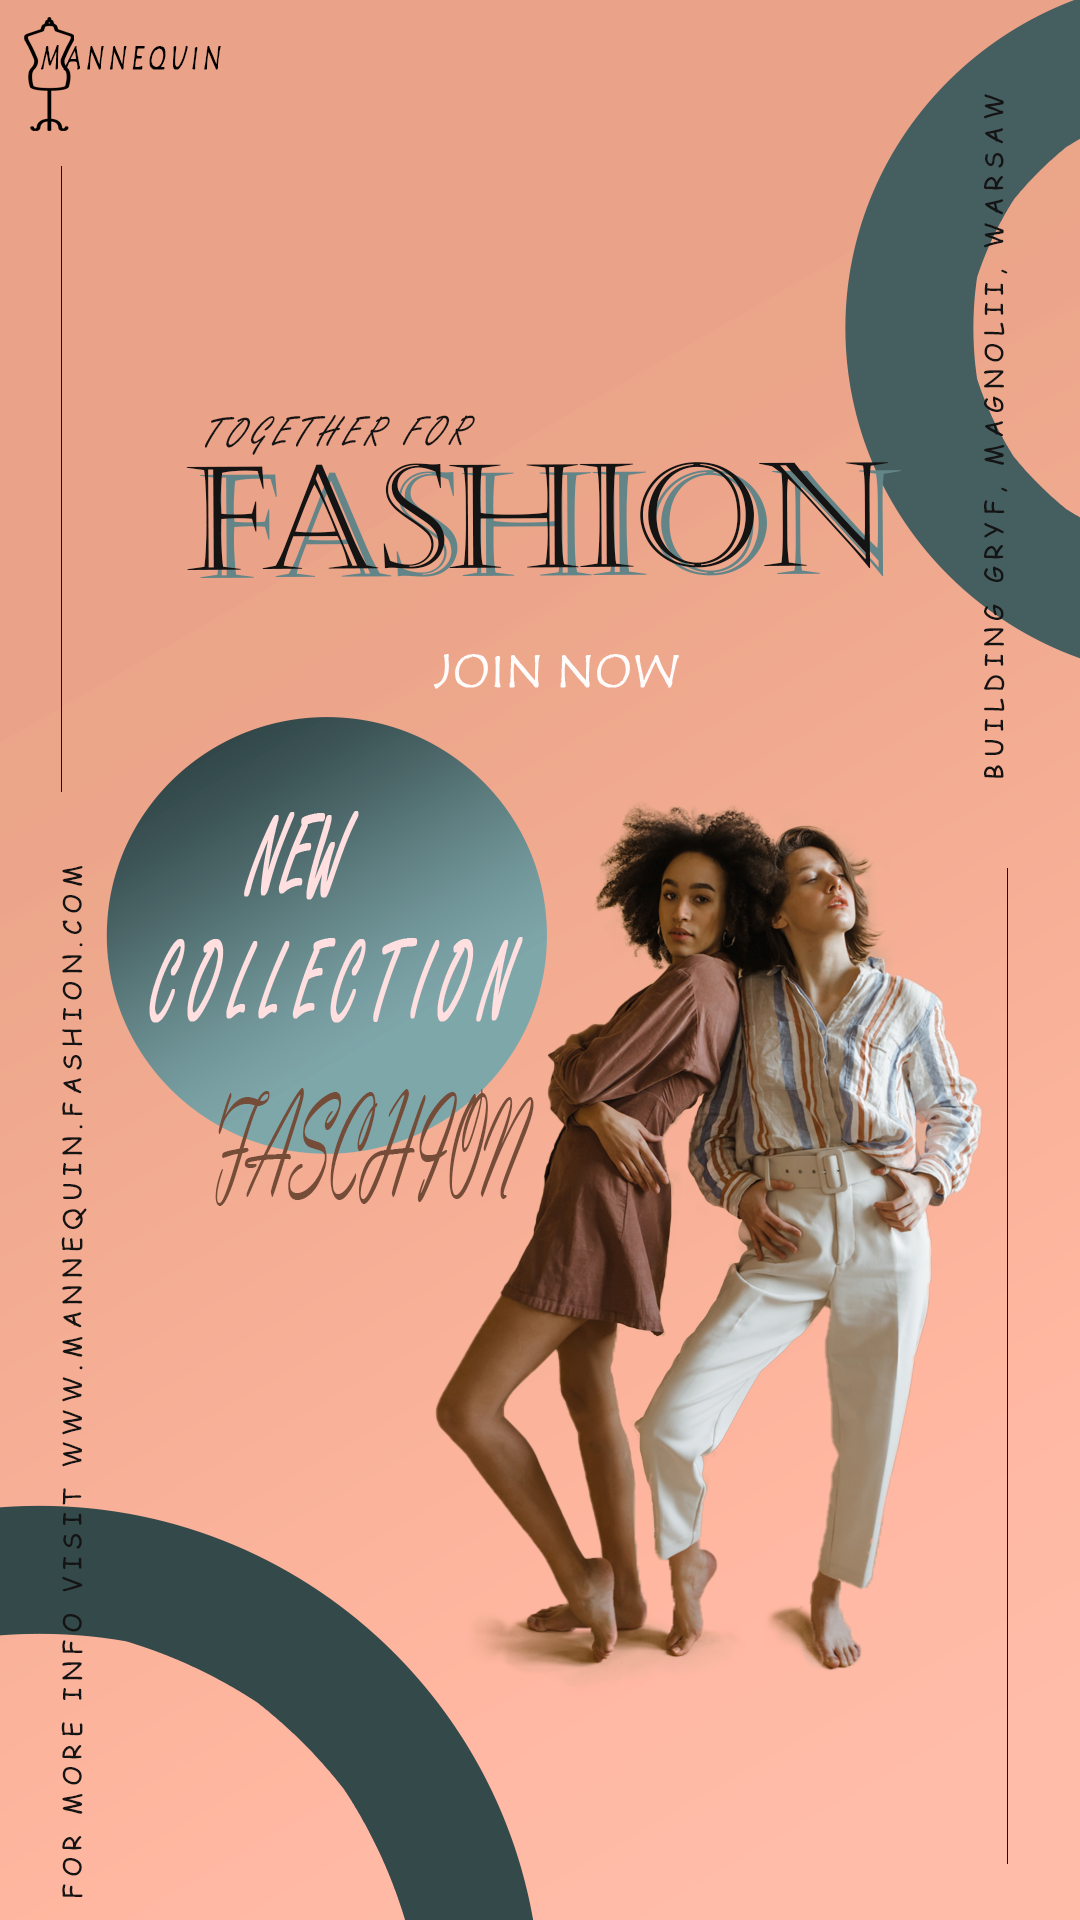 MANNEQUIN
BUILDING GRYF, MAGNOLII, WARSAW
TOGETHER FOR
FASHION
JOIN NOW
NEW
COLLECTION
FASCHION
FOR MORE INFO VISIT WWW.MANNEQUIN.FASHION.COM